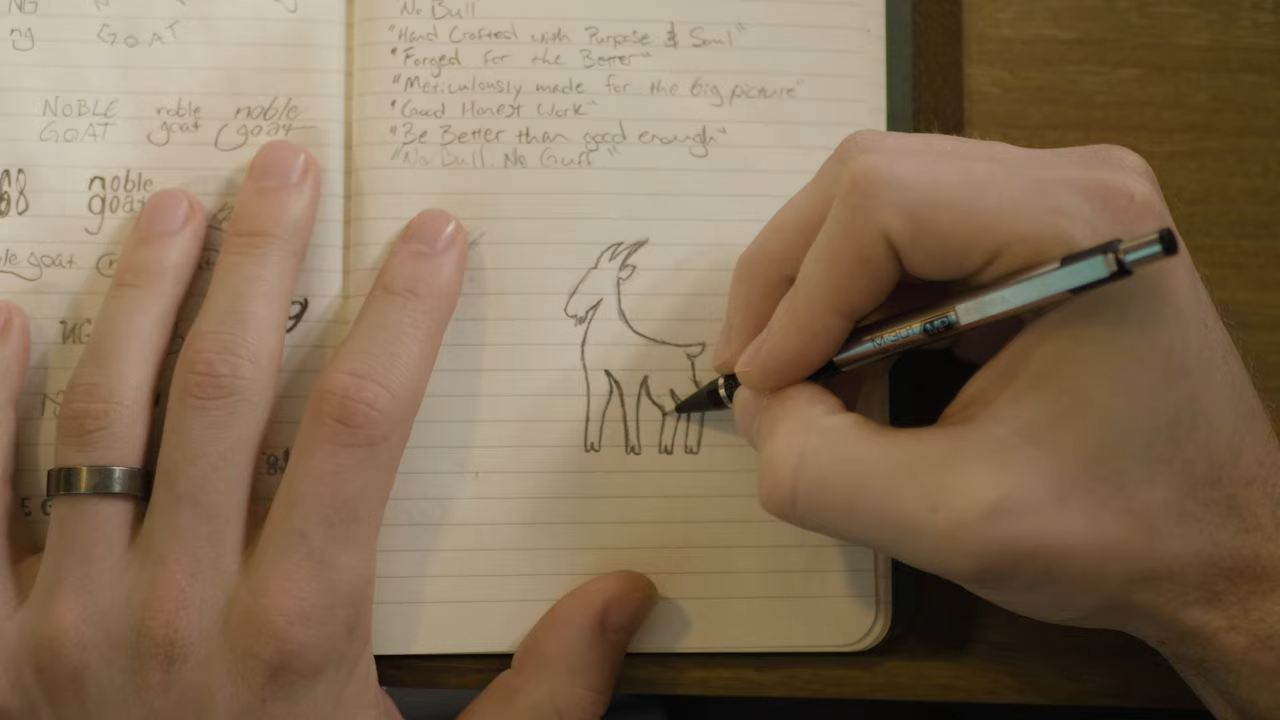 NG
ng
GOAT
NOBLE GOAT
noble goat
noble goat
68
noble goat
le goat
NG
No Bull
"Hand Crafted with Purpose & Soul"
"Forged for the Better"
"Meticulously made for the big picture"
"Good Honest Work"
"Be Better than good enough"
"No Bull. No Guff"